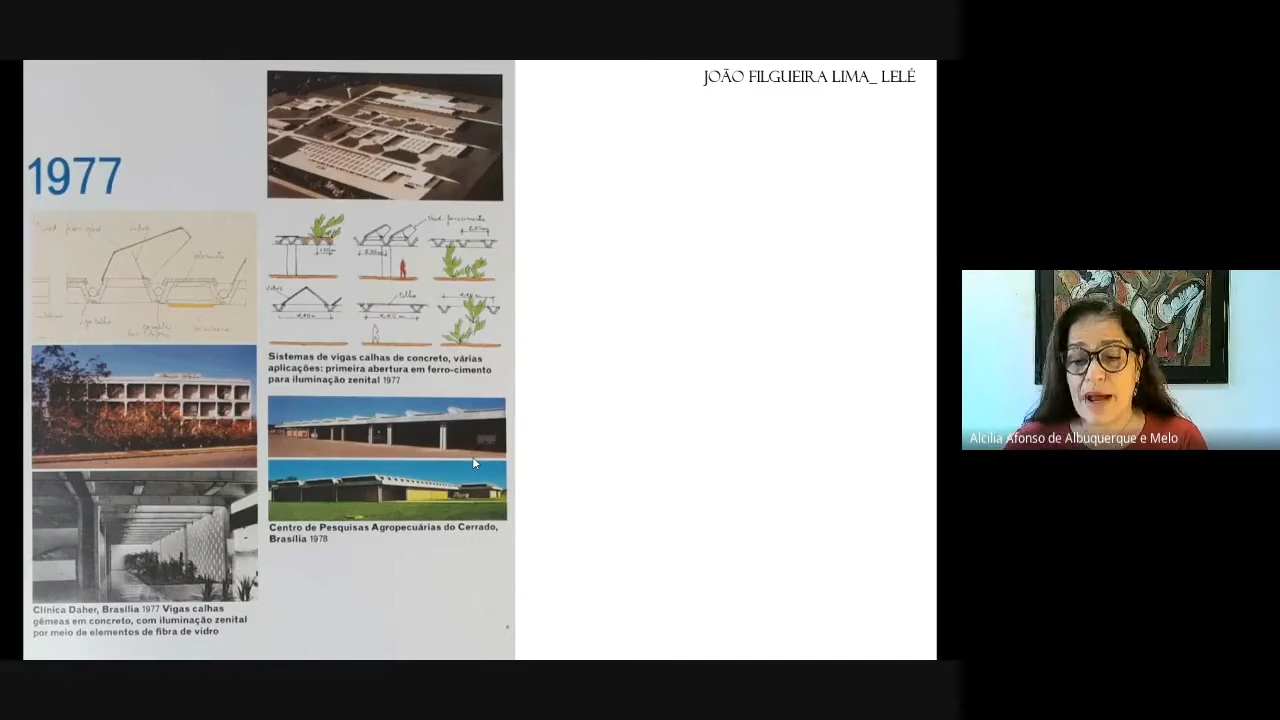 JOÃO FILGUEIRA LIMA_ LELÉ
1977
vidro
Sistemas de vigas calhas de concreto, várias
aplicações: primeira abertura em ferro-cimento
para iluminação zenital 1977
Centro de Pesquisas Agropecuárias do Cerrado,
Brasília 1978
Clínica Daher, Brasília 1977 Vigas calhas
gêmeas em concreto, com iluminação zenital
por meio de elementos de fibra de vidro
Alcilia Afonso de Albuquerque e Melo